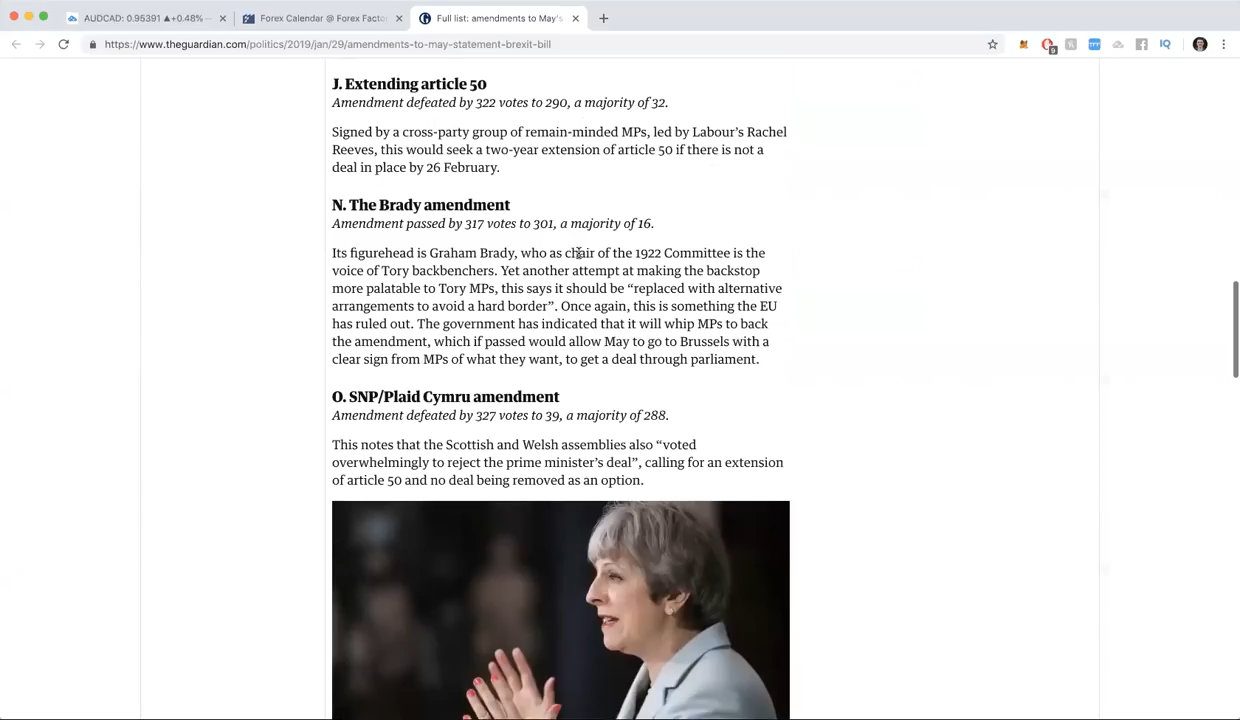 AUDCAD: 0.95391 ▲+0.48%
Forex Calendar @ Forex Facto
Full list: amendments to May's
https://www.theguardian.com/politics/2019/jan/29/amendments-to-may-statement-brexit-bill
9
TFP
IQ
J. Extending article 50
Amendment defeated by 322 votes to 290, a majority of 32.
Signed by a cross-party group of remain-minded MPs, led by Labour’s Rachel
Reeves, this would seek a two-year extension of article 50 if there is not a
deal in place by 26 February.
N. The Brady amendment
Amendment passed by 317 votes to 301, a majority of 16.
Its figurehead is Graham Brady, who as chair of the 1922 Committee is the
voice of Tory backbenchers. Yet another attempt at making the backstop
more palatable to Tory MPs, this says it should be “replaced with alternative
arrangements to avoid a hard border”. Once again, this is something the EU
has ruled out. The government has indicated that it will whip MPs to back
the amendment, which if passed would allow May to go to Brussels with a
clear sign from MPs of what they want, to get a deal through parliament.
O. SNP/Plaid Cymru amendment
Amendment defeated by 327 votes to 39, a majority of 288.
This notes that the Scottish and Welsh assemblies also “voted
overwhelmingly to reject the prime minister’s deal”, calling for an extension
of article 50 and no deal being removed as an option.